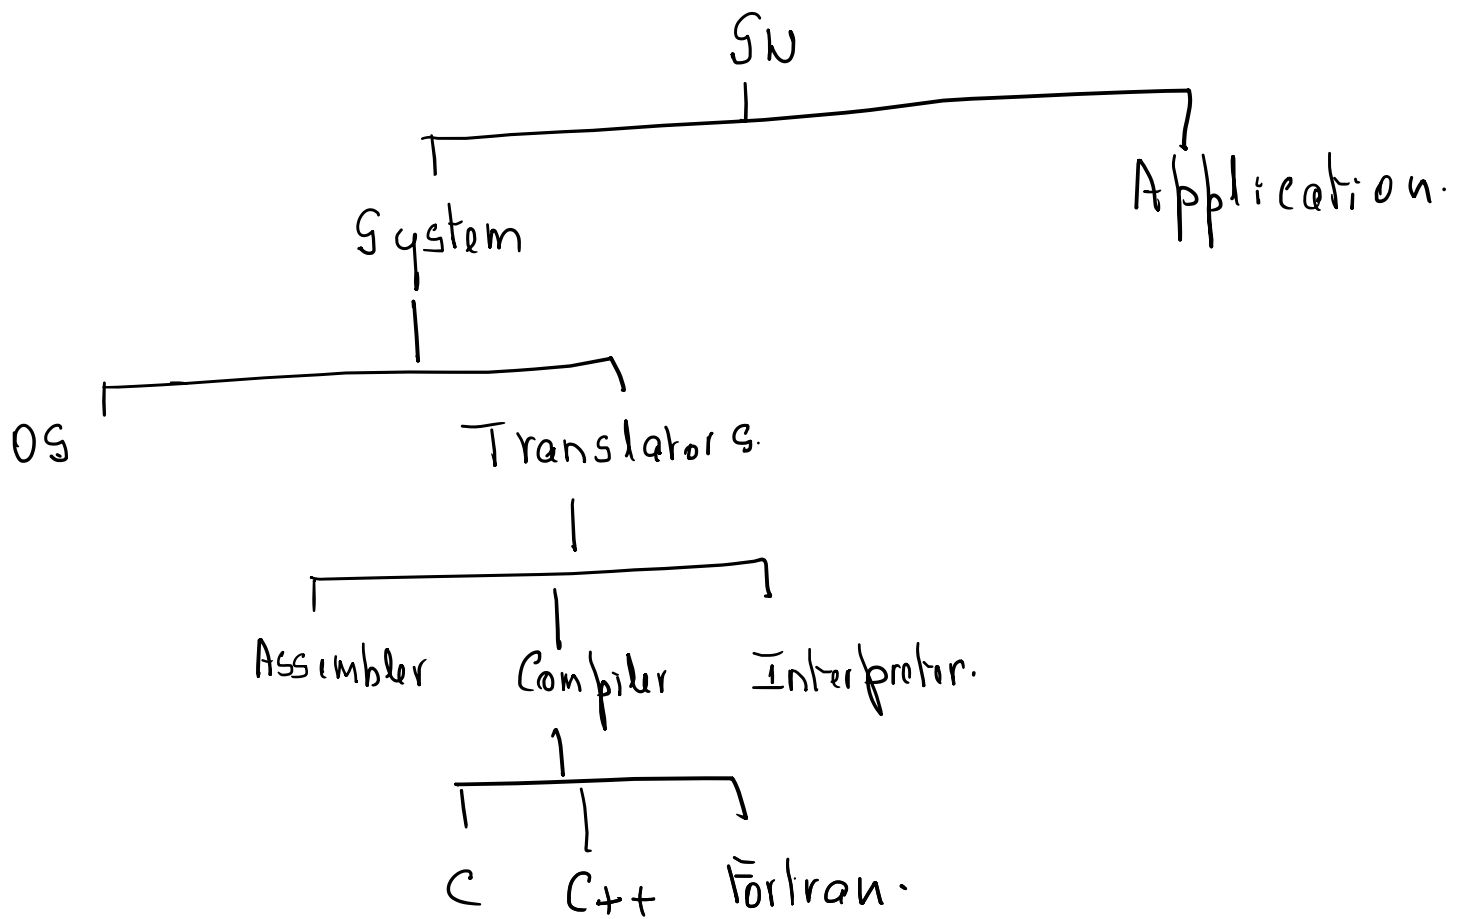 SW
System Application.
OS Translators.
Assembler Compiler Interpreter.
C C++ Fortran.